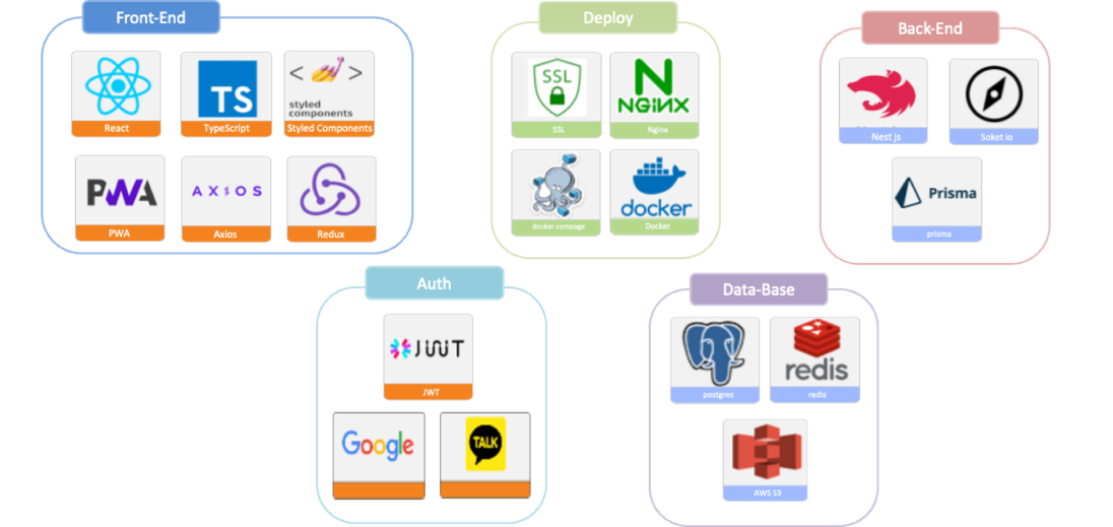 Front-End
TS
< >
styled
components
React
TypeScript
Styled Components
PWA
AXIOS
PWA
Axios
Redux
Deploy
SSL
NGINX
SSL
Nginx
docker
docker compage
Docker
Back-End
Nest js
Soket io
Prisma
prisma
Auth
JWT
JWT
Google
TALK
Data-Base
redis
postgres
redis
AWS S3